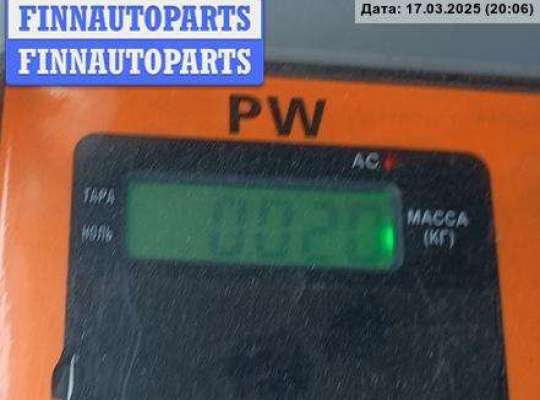 FINNAUTOPARTS
FINNAUTOPARTS
Дата: 17.03.2025 (20:06)
PW
AC
ТАРА
НОЛЬ
0020
МАССА
(КГ)